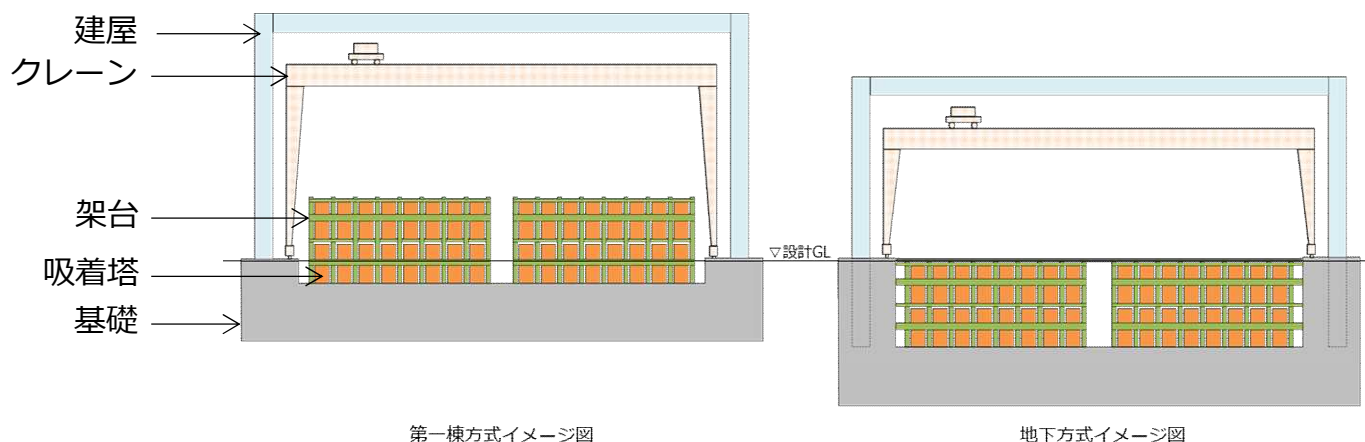 建屋
クレーン
架台
▽設計GL
吸着塔
基礎
第一棟方式イメージ図
地下方式イメージ図